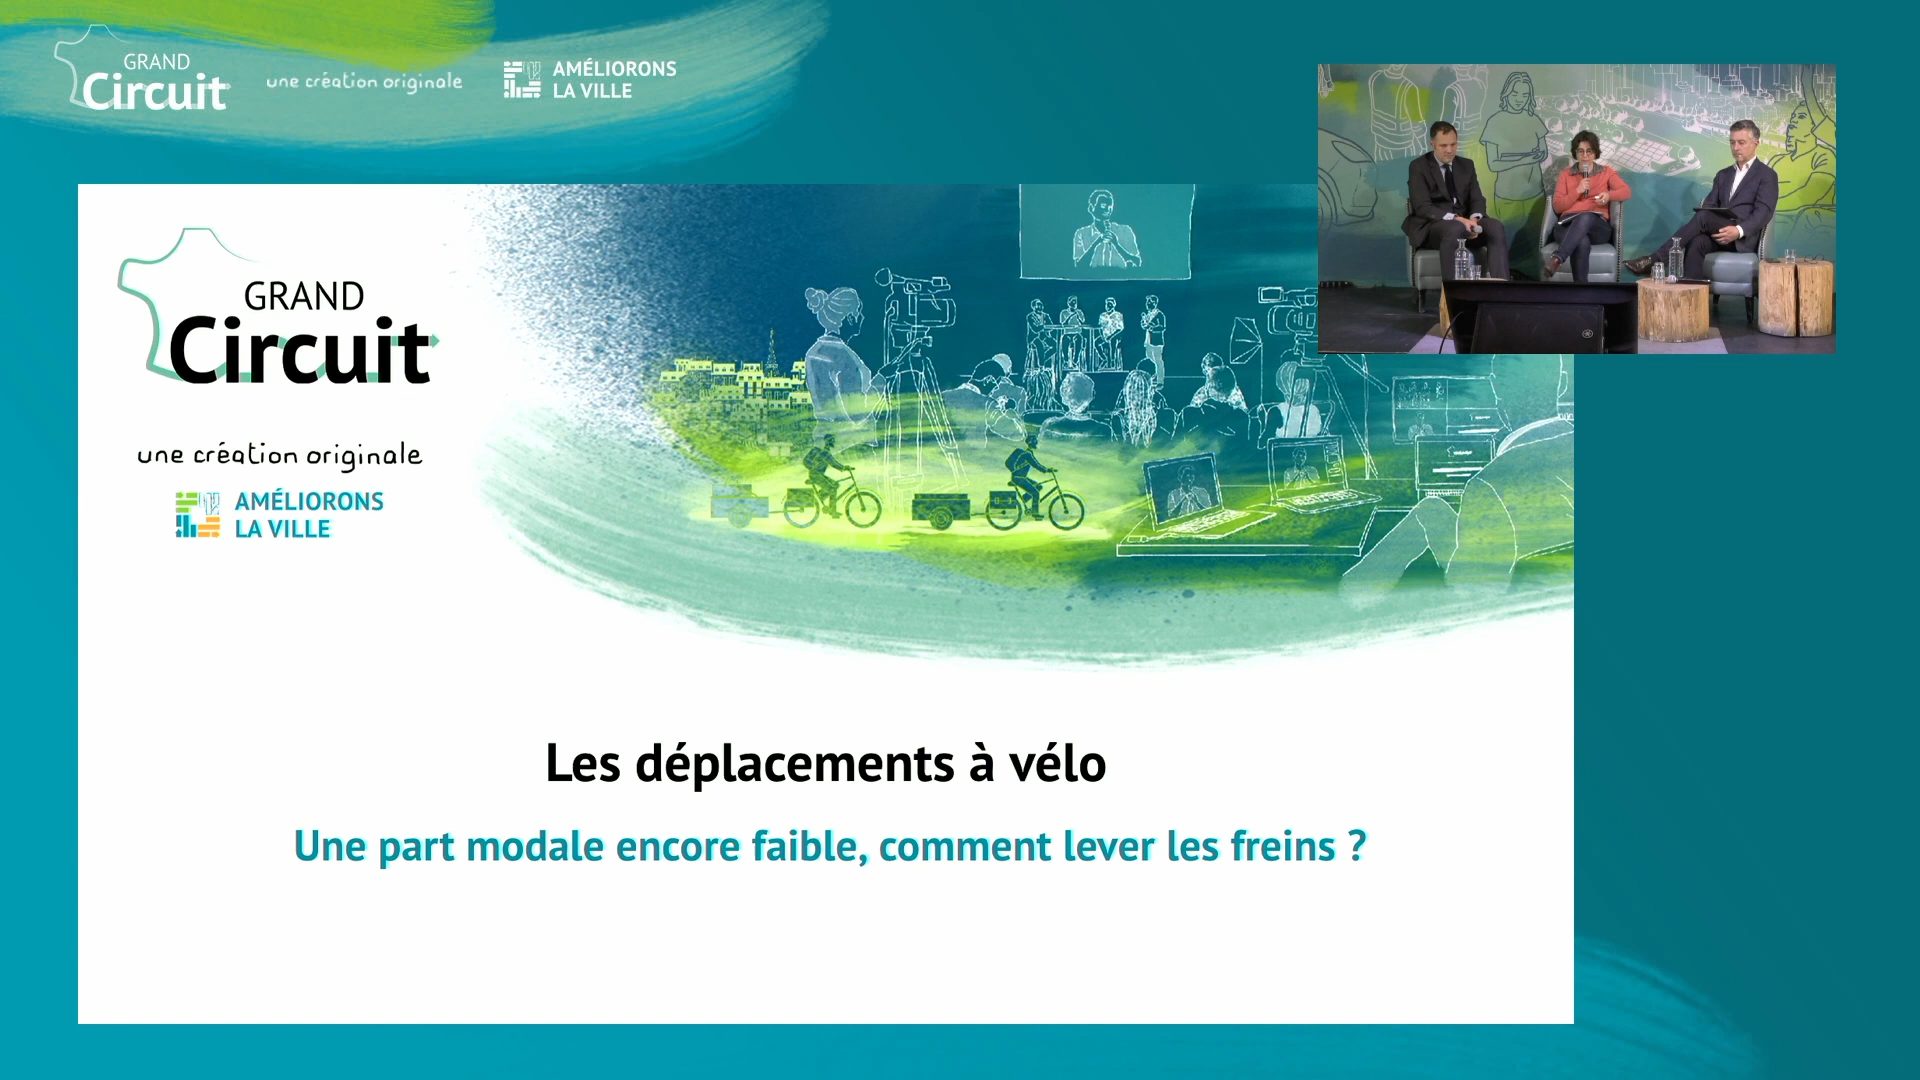 GRAND
Circuit
une création originale
AMÉLIORONS
LA VILLE
GRAND
Circuit
une création originale
AMÉLIORONS
LA VILLE
Les déplacements à vélo
Une part modale encore faible, comment lever les freins ?